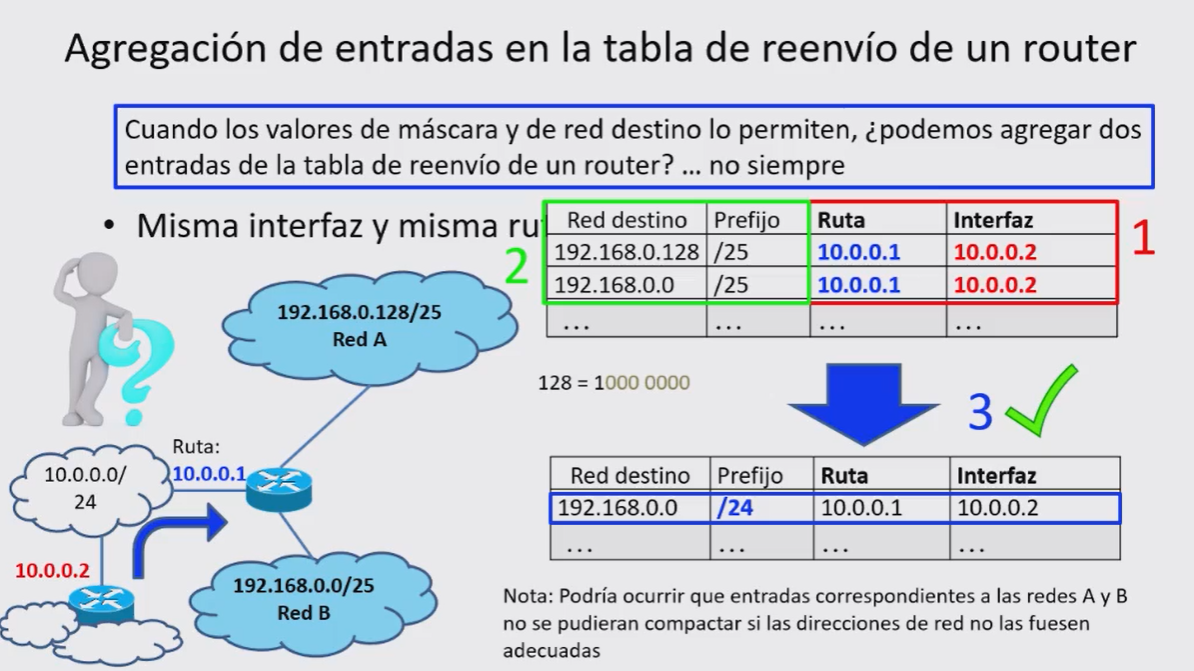 Agregación de entradas en la tabla de reenvío de un router
Cuando los valores de máscara y de red destino lo permiten, ¿podemos agregar dos
entradas de la tabla de reenvío de un router? ... no siempre
• Misma interfaz y misma ru
2
1
Red destino Prefijo Ruta Interfaz
192.168.0.128 /25 10.0.0.1 10.0.0.2
192.168.0.0 /25 10.0.0.1 10.0.0.2
... ... ... ...
192.168.0.128/25
Red A
128 = 1000 0000
3
Ruta:
10.0.0.1
10.0.0.0/
24
10.0.0.2
192.168.0.0/25
Red B
Red destino Prefijo Ruta Interfaz
192.168.0.0 /24 10.0.0.1 10.0.0.2
... ... ... ...
Nota: Podría ocurrir que entradas correspondientes a las redes A y B
no se pudieran compactar si las direcciones de red no las fuesen
adecuadas